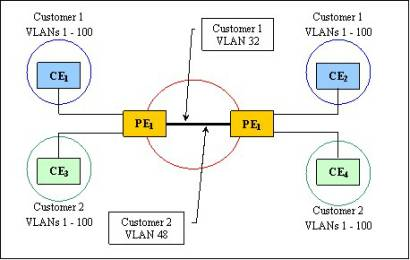 Customer 1
VLANs 1 - 100
Customer 1
VLAN 32
Customer 1
VLANs 1 - 100
CE1
CE2
PE1
PE1
CE3
CE4
Customer 2
VLANs 1 - 100
Customer 2
VLAN 48
Customer 2
VLANs 1 - 100